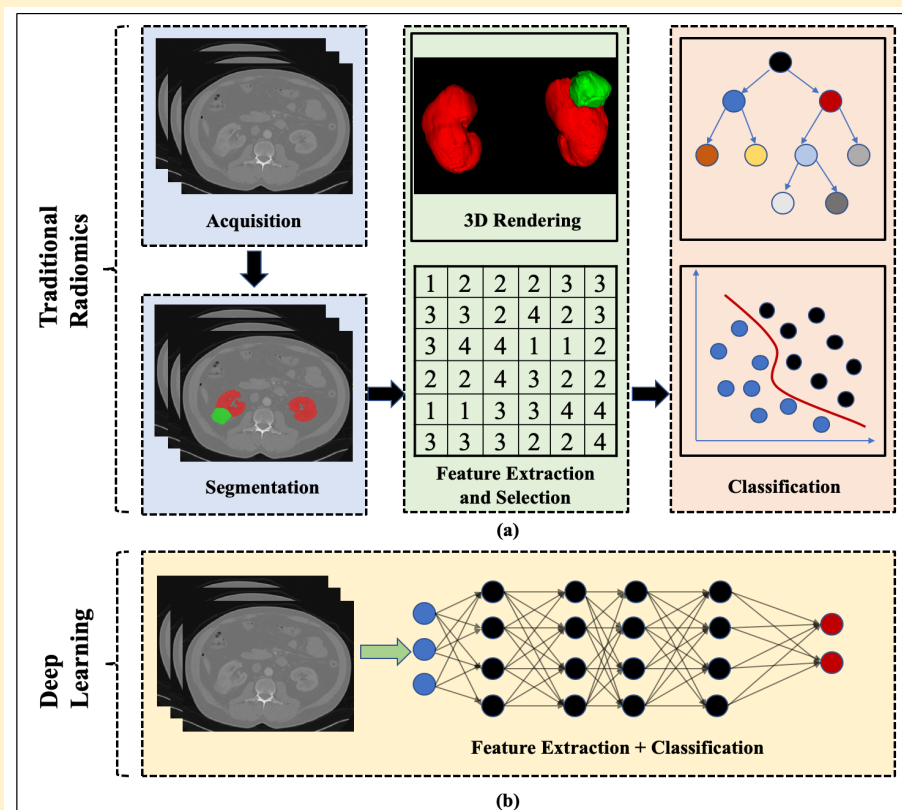 Traditional
Radiomics
Acquisition
Segmentation
3D Rendering
1 2 2 2 3 3
3 3 2 4 2 3
3 4 4 1 1 2
2 2 4 3 2 2
1 1 3 3 4 4
3 3 3 2 2 4
Feature Extraction
and Selection
Classification
(a)
Deep
Learning
Feature Extraction + Classification
(b)